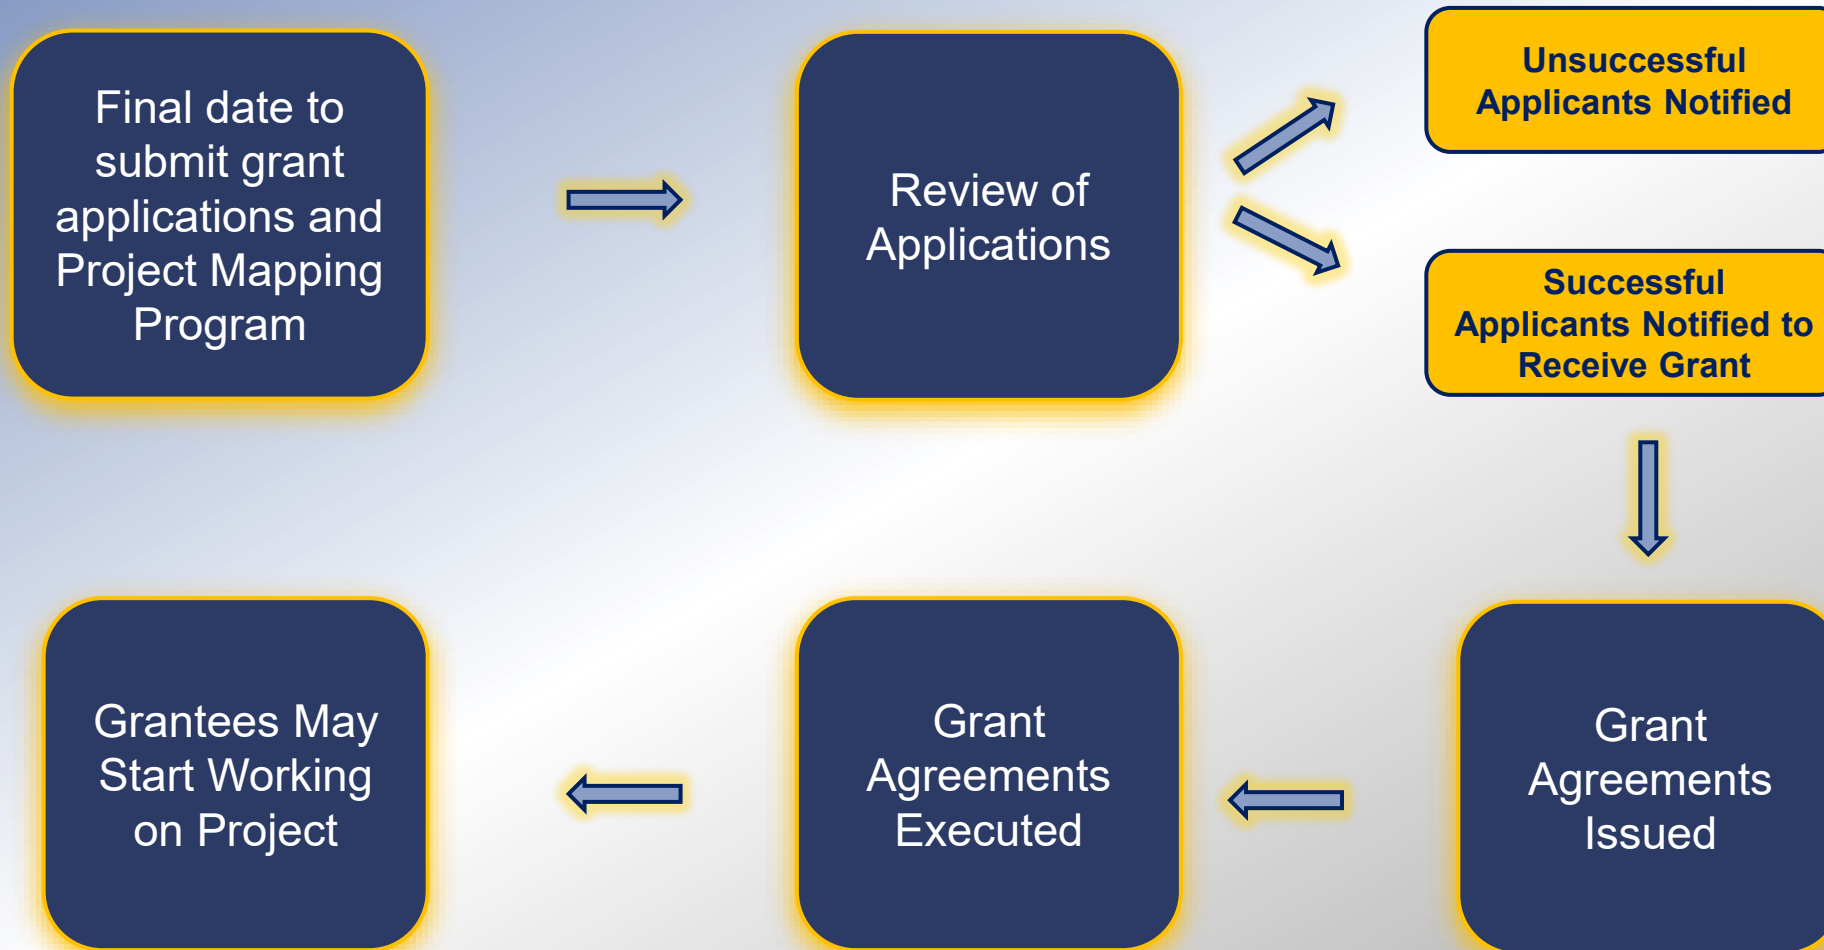 Final date to
submit grant
applications and
Project Mapping
Program
Review of
Applications
Unsuccessful
Applicants Notified
Successful
Applicants Notified to
Receive Grant
Grantees May
Start Working
on Project
Grant
Agreements
Executed
Grant
Agreements
Issued